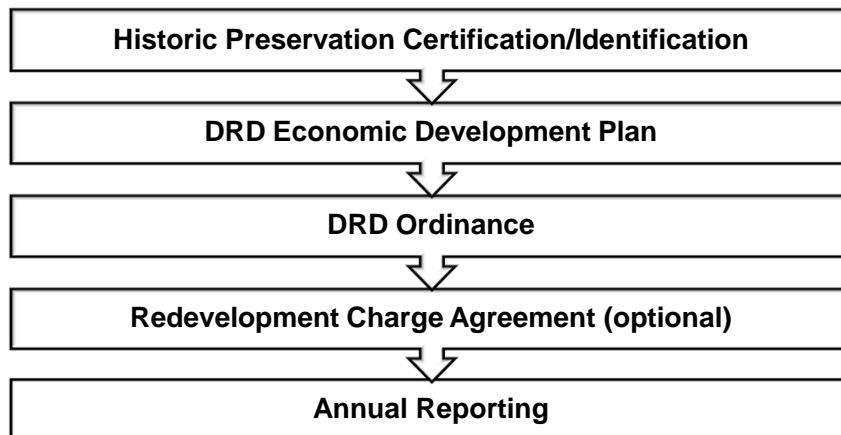 Historic Preservation Certification/Identification
DRD Economic Development Plan
DRD Ordinance
Redevelopment Charge Agreement (optional)
Annual Reporting